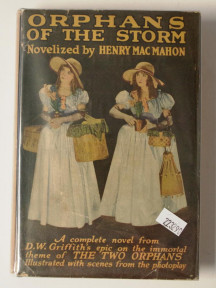 ORPHANS
OF THE STORM
Novelized by HENRY MAC MAHON
A complete novel from
D.W. Griffith's epic on the immortal
theme of THE TWO ORPHANS
Illustrated with scenes from the photoplay